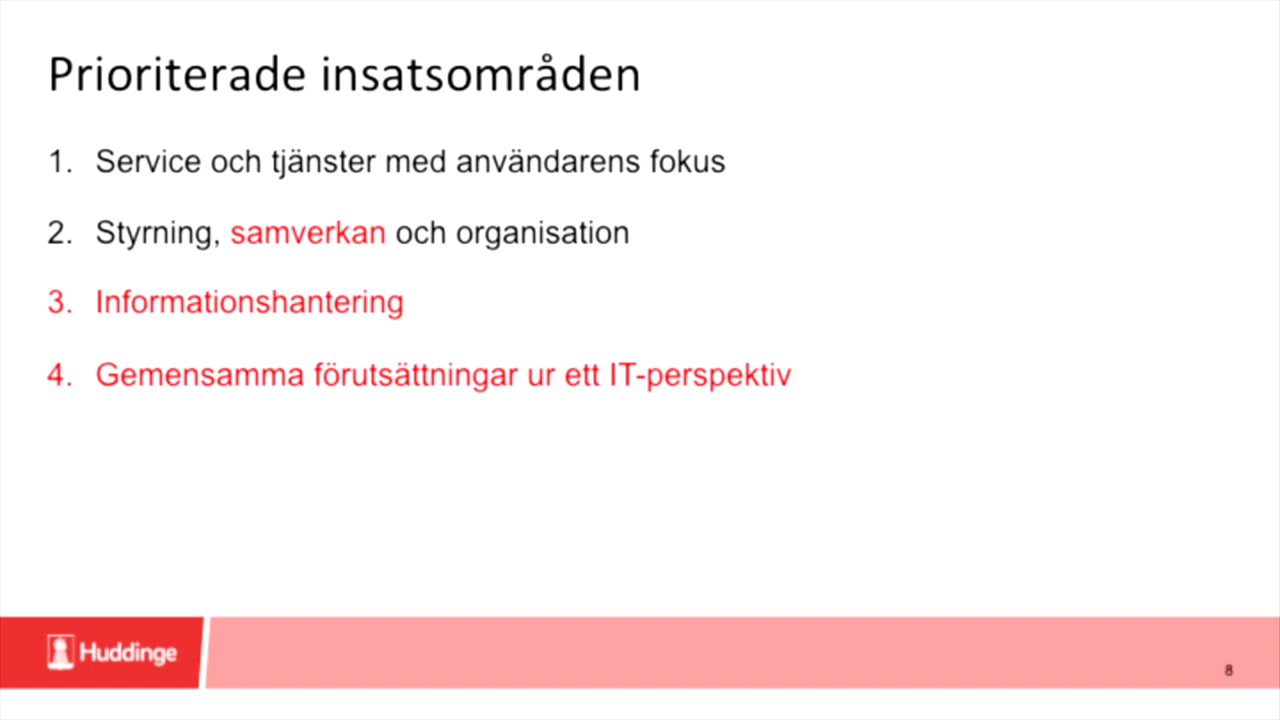 Prioriterade insatsområden
1. Service och tjänster med användarens fokus
2. Styrning, samverkan och organisation
3. Informationshantering
4. Gemensamma förutsättningar ur ett IT-perspektiv
Huddinge
8